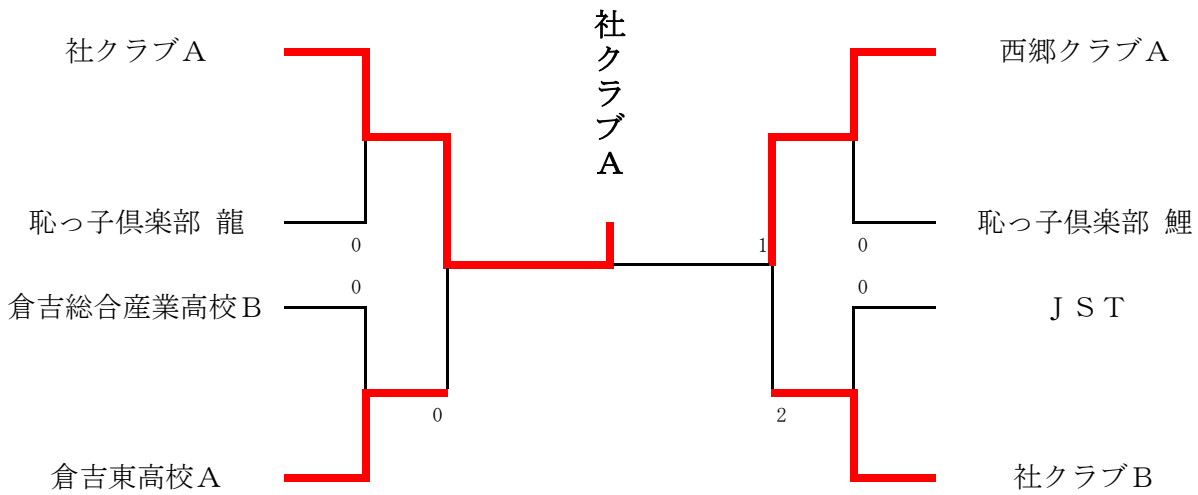 社クラブA
社クラブA
西郷クラブA
恥っ子倶楽部 龍
恥っ子倶楽部 鯉
0
1
0
0
0
倉吉総合産業高校B
JST
0
2
倉吉東高校A
社クラブB